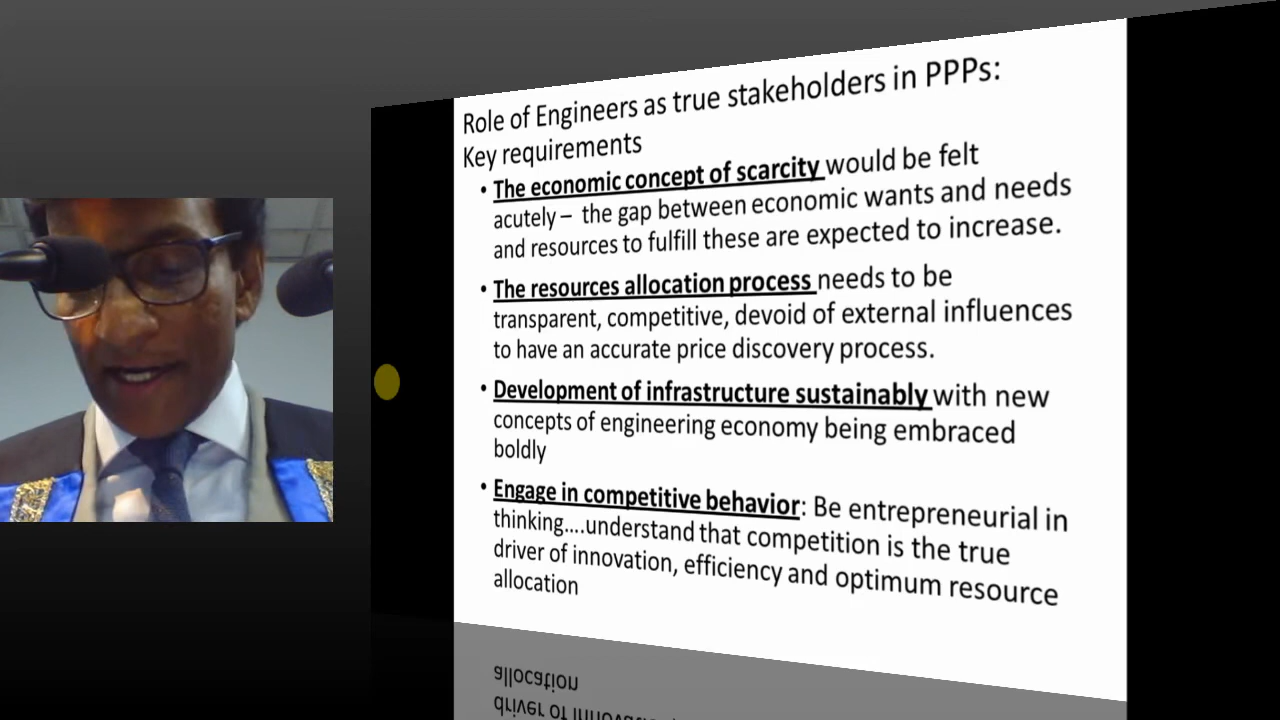 Role of Engineers as true stakeholders in PPPs:
Key requirements
• The economic concept of scarcity would be felt
acutely – the gap between economic wants and needs
and resources to fulfill these are expected to increase.
• The resources allocation process needs to be
transparent, competitive, devoid of external influences
to have an accurate price discovery process.
• Development of infrastructure sustainably with new
concepts of engineering economy being embraced
boldly
• Engage in competitive behavior: Be entrepreneurial in
thinking....understand that competition is the true
driver of innovation, efficiency and optimum resource
allocation
allocation
driver of innovati